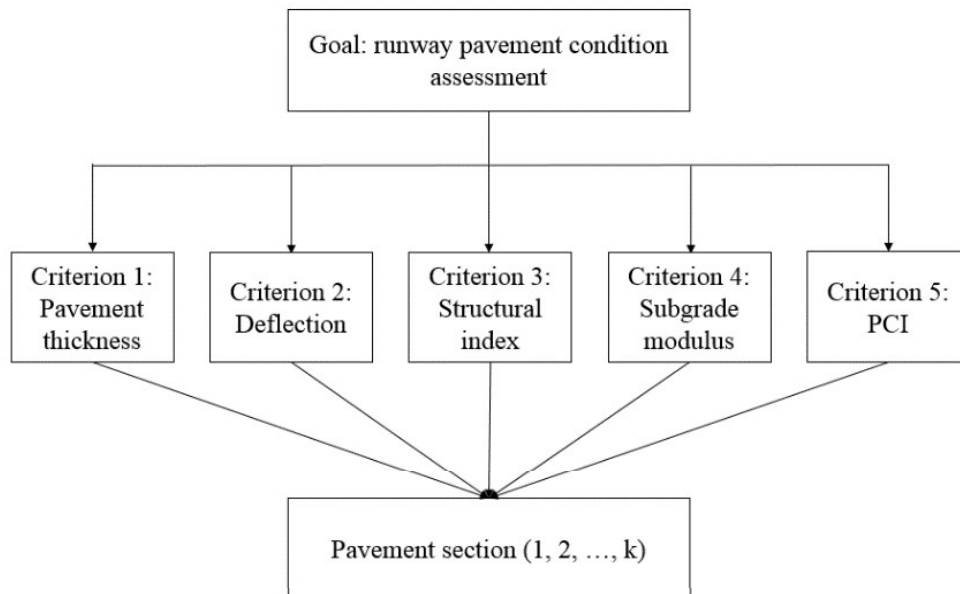 Goal: runway pavement condition
assessment
Criterion 1:
Pavement
thickness
Criterion 2:
Deflection
Criterion 3:
Structural
index
Criterion 4:
Subgrade
modulus
Criterion 5:
PCI
Pavement section (1, 2, …, k)